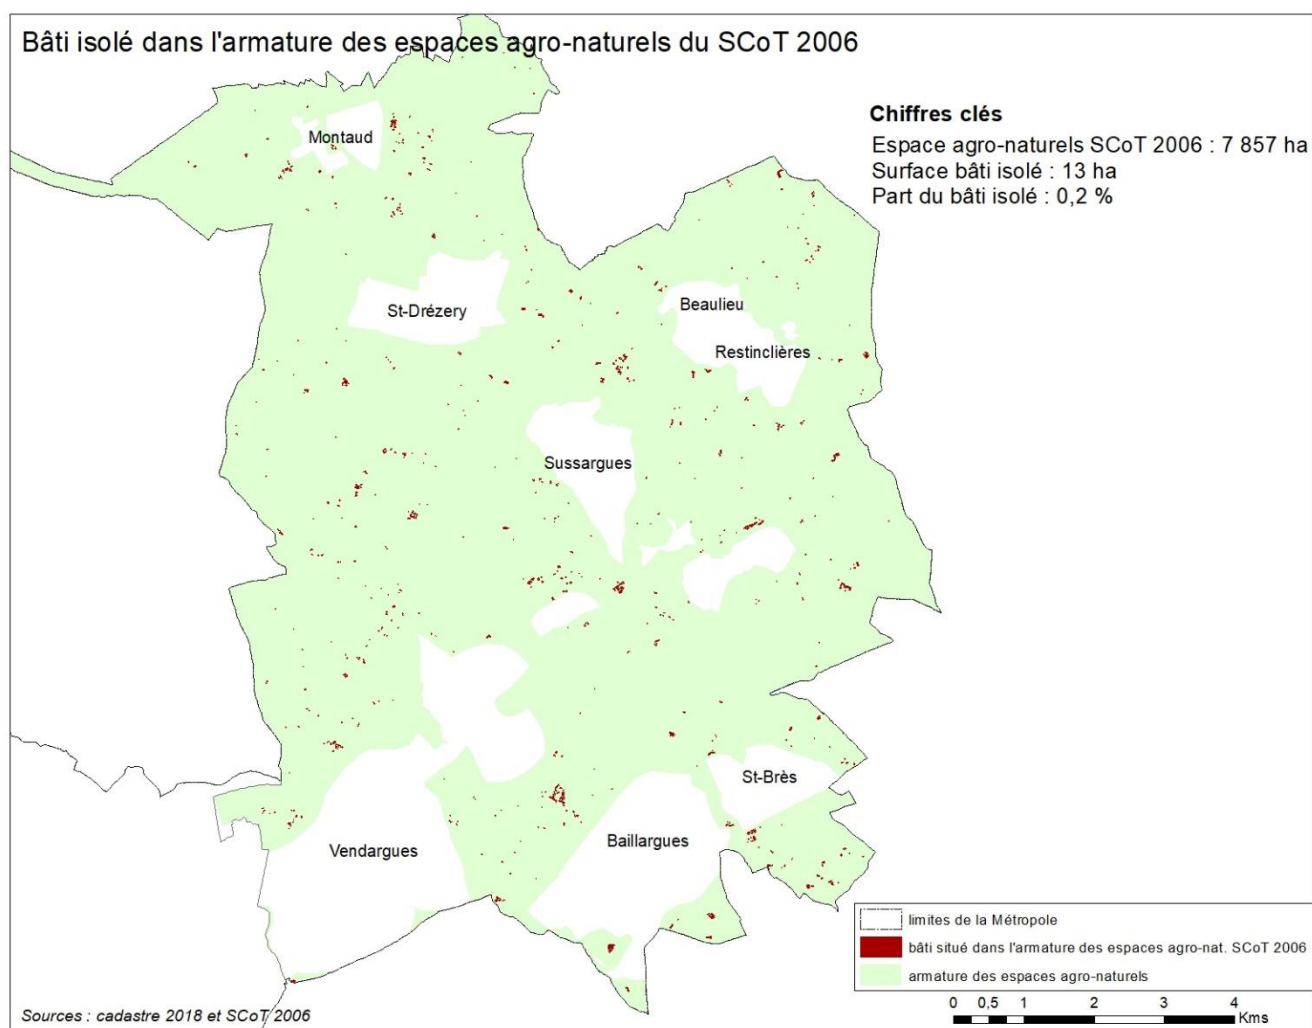 Bâti isolé dans l'armature des espaces agro-naturels du SCoT 2006
Chiffres clés
Espace agro-naturels SCoT 2006 : 7 857 ha
Surface bâti isolé : 13 ha
Part du bâti isolé : 0,2 %
Montaud
St-Drézery
Beaulieu
Restinclières
Sussargues
St-Brès
Baillargues
Vendargues
limites de la Métropole
bâti situé dans l'armature des espaces agro-nat. SCoT 2006
armature des espaces agro-naturels
0 0,5 1 2 3 4
Kms
Sources : cadastre 2018 et SCoT 2006